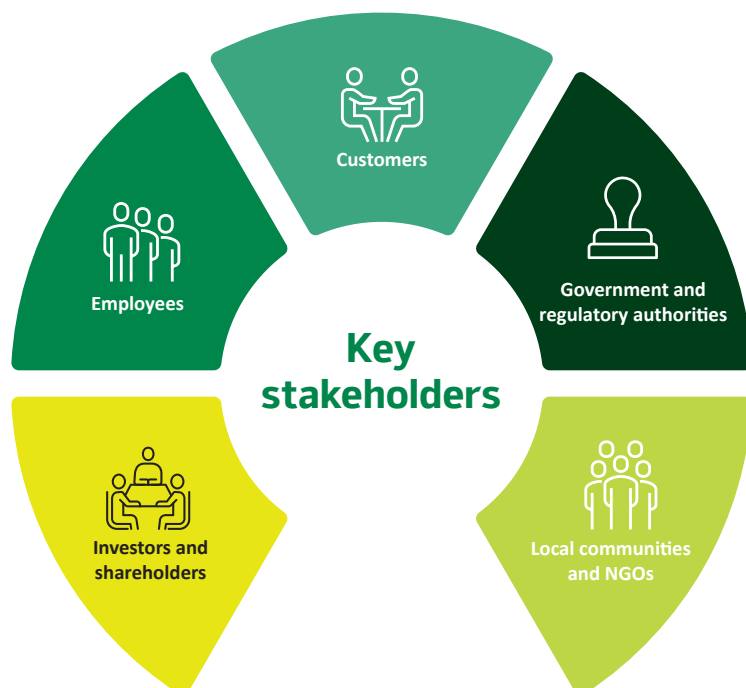 Customers
Employees
Government and
regulatory authorities
Key
stakeholders
Investors and
shareholders
Local communities
and NGOs